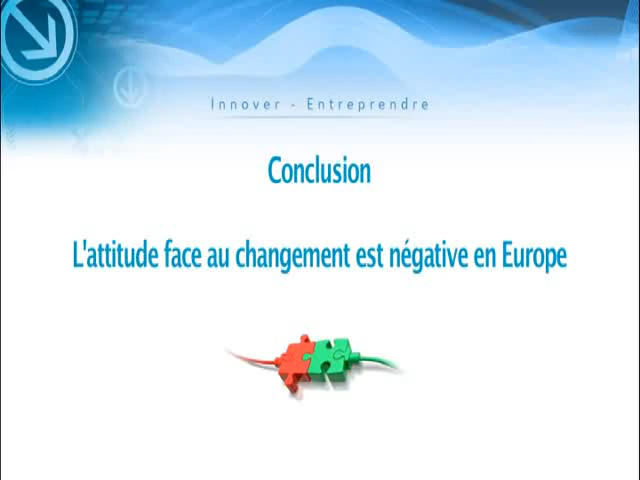 Innover - Entreprendre
Conclusion
L'attitude face au changement est négative en Europe